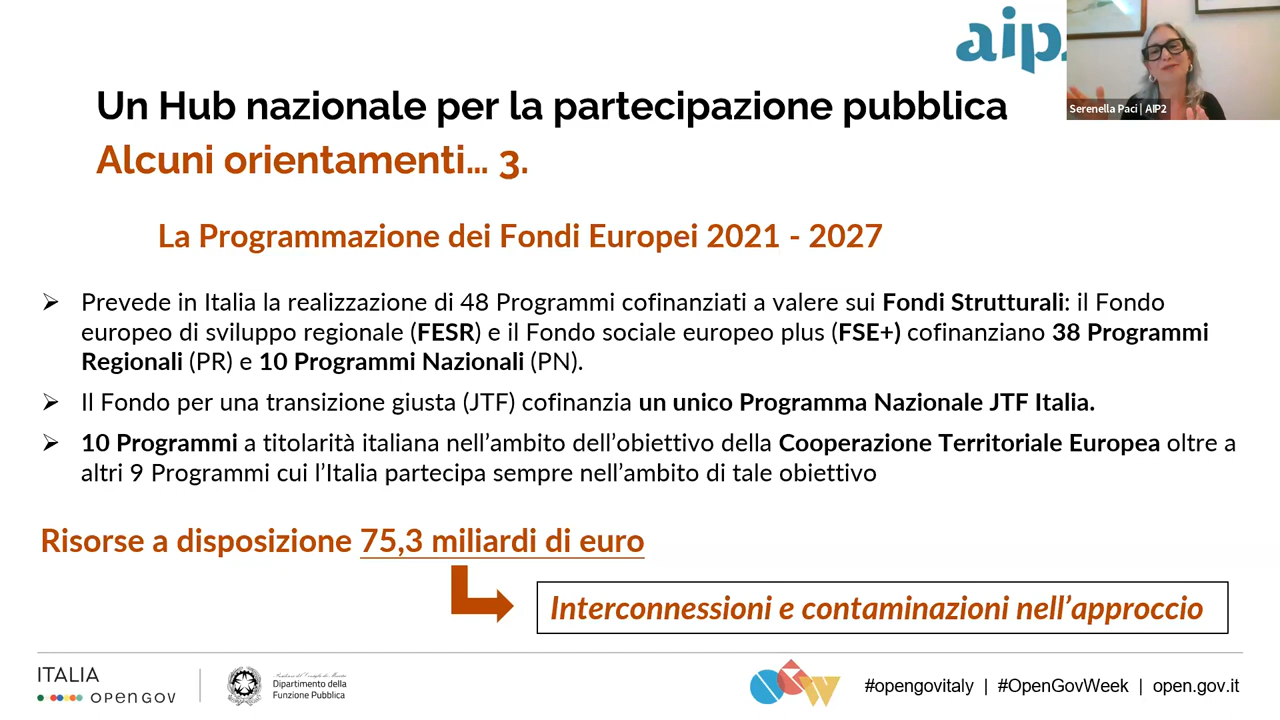 aip
Serenella Paci | AIP2
Un Hub nazionale per la partecipazione pubblica
Alcuni orientamenti... 3.
La Programmazione dei Fondi Europei 2021 - 2027
➢ Prevede in Italia la realizzazione di 48 Programmi cofinanziati a valere sui Fondi Strutturali: il Fondo
europeo di sviluppo regionale (FESR) e il Fondo sociale europeo plus (FSE+) cofinanziano 38 Programmi
Regionali (PR) e 10 Programmi Nazionali (PN).
➢ Il Fondo per una transizione giusta (JTF) cofinanzia un unico Programma Nazionale JTF Italia.
➢ 10 Programmi a titolarità italiana nell’ambito dell’obiettivo della Cooperazione Territoriale Europea oltre a
altri 9 Programmi cui l’Italia partecipa sempre nell’ambito di tale obiettivo
Risorse a disposizione 75,3 miliardi di euro
Interconnessioni e contaminazioni nell’approccio
ITALIA
open gov
Dipartimento della
Funzione Pubblica
OGW
#opengovitaly | #OpenGovWeek | open.gov.it